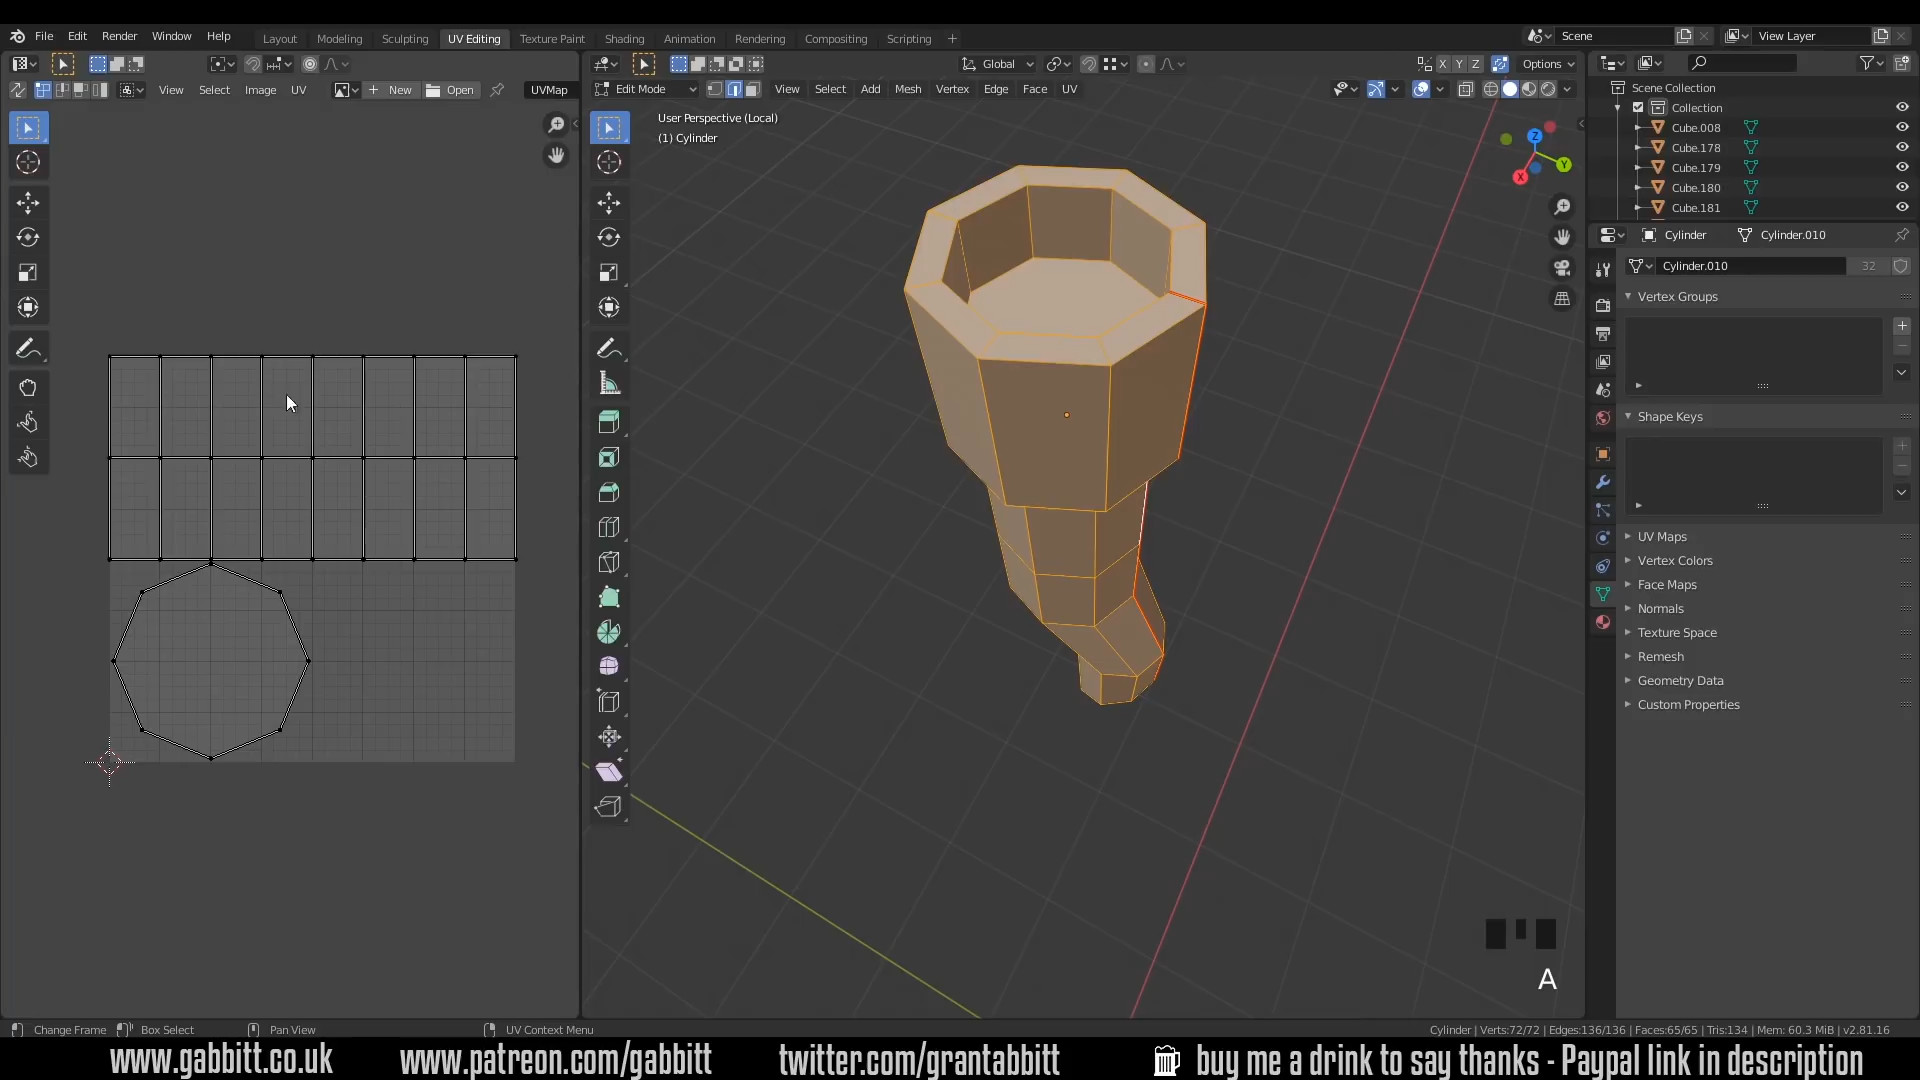 File Edit Render Window Help Layout Modeling Sculpting UV Editing Texture Paint Shading Animation Rendering Compositing Scripting + Scene View Layer
Global X Y Z Options
View Select Image UV + New Open UVMap Edit Mode View Select Add Mesh Vertex Edge Face UV
User Perspective (Local)
(1) Cylinder
Z
Y
X
Scene Collection
Collection
Cube.008
Cube.178
Cube.179
Cube.180
Cube.181
Cylinder Cylinder.010
Cylinder.010 32
Vertex Groups
Shape Keys
UV Maps
Vertex Colors
Face Maps
Normals
Texture Space
Remesh
Geometry Data
Custom Properties
A
Change Frame Box Select Pan View UV Context Menu Cylinder | Verts:72/72 | Edges:136/136 | Faces:65/65 | Tris:134 | Mem: 60.3 MiB | v2.81.16
www.gabbitt.co.uk www.patreon.com/gabbitt twitter.com/grantabbitt buy me a drink to say thanks - Paypal link in description